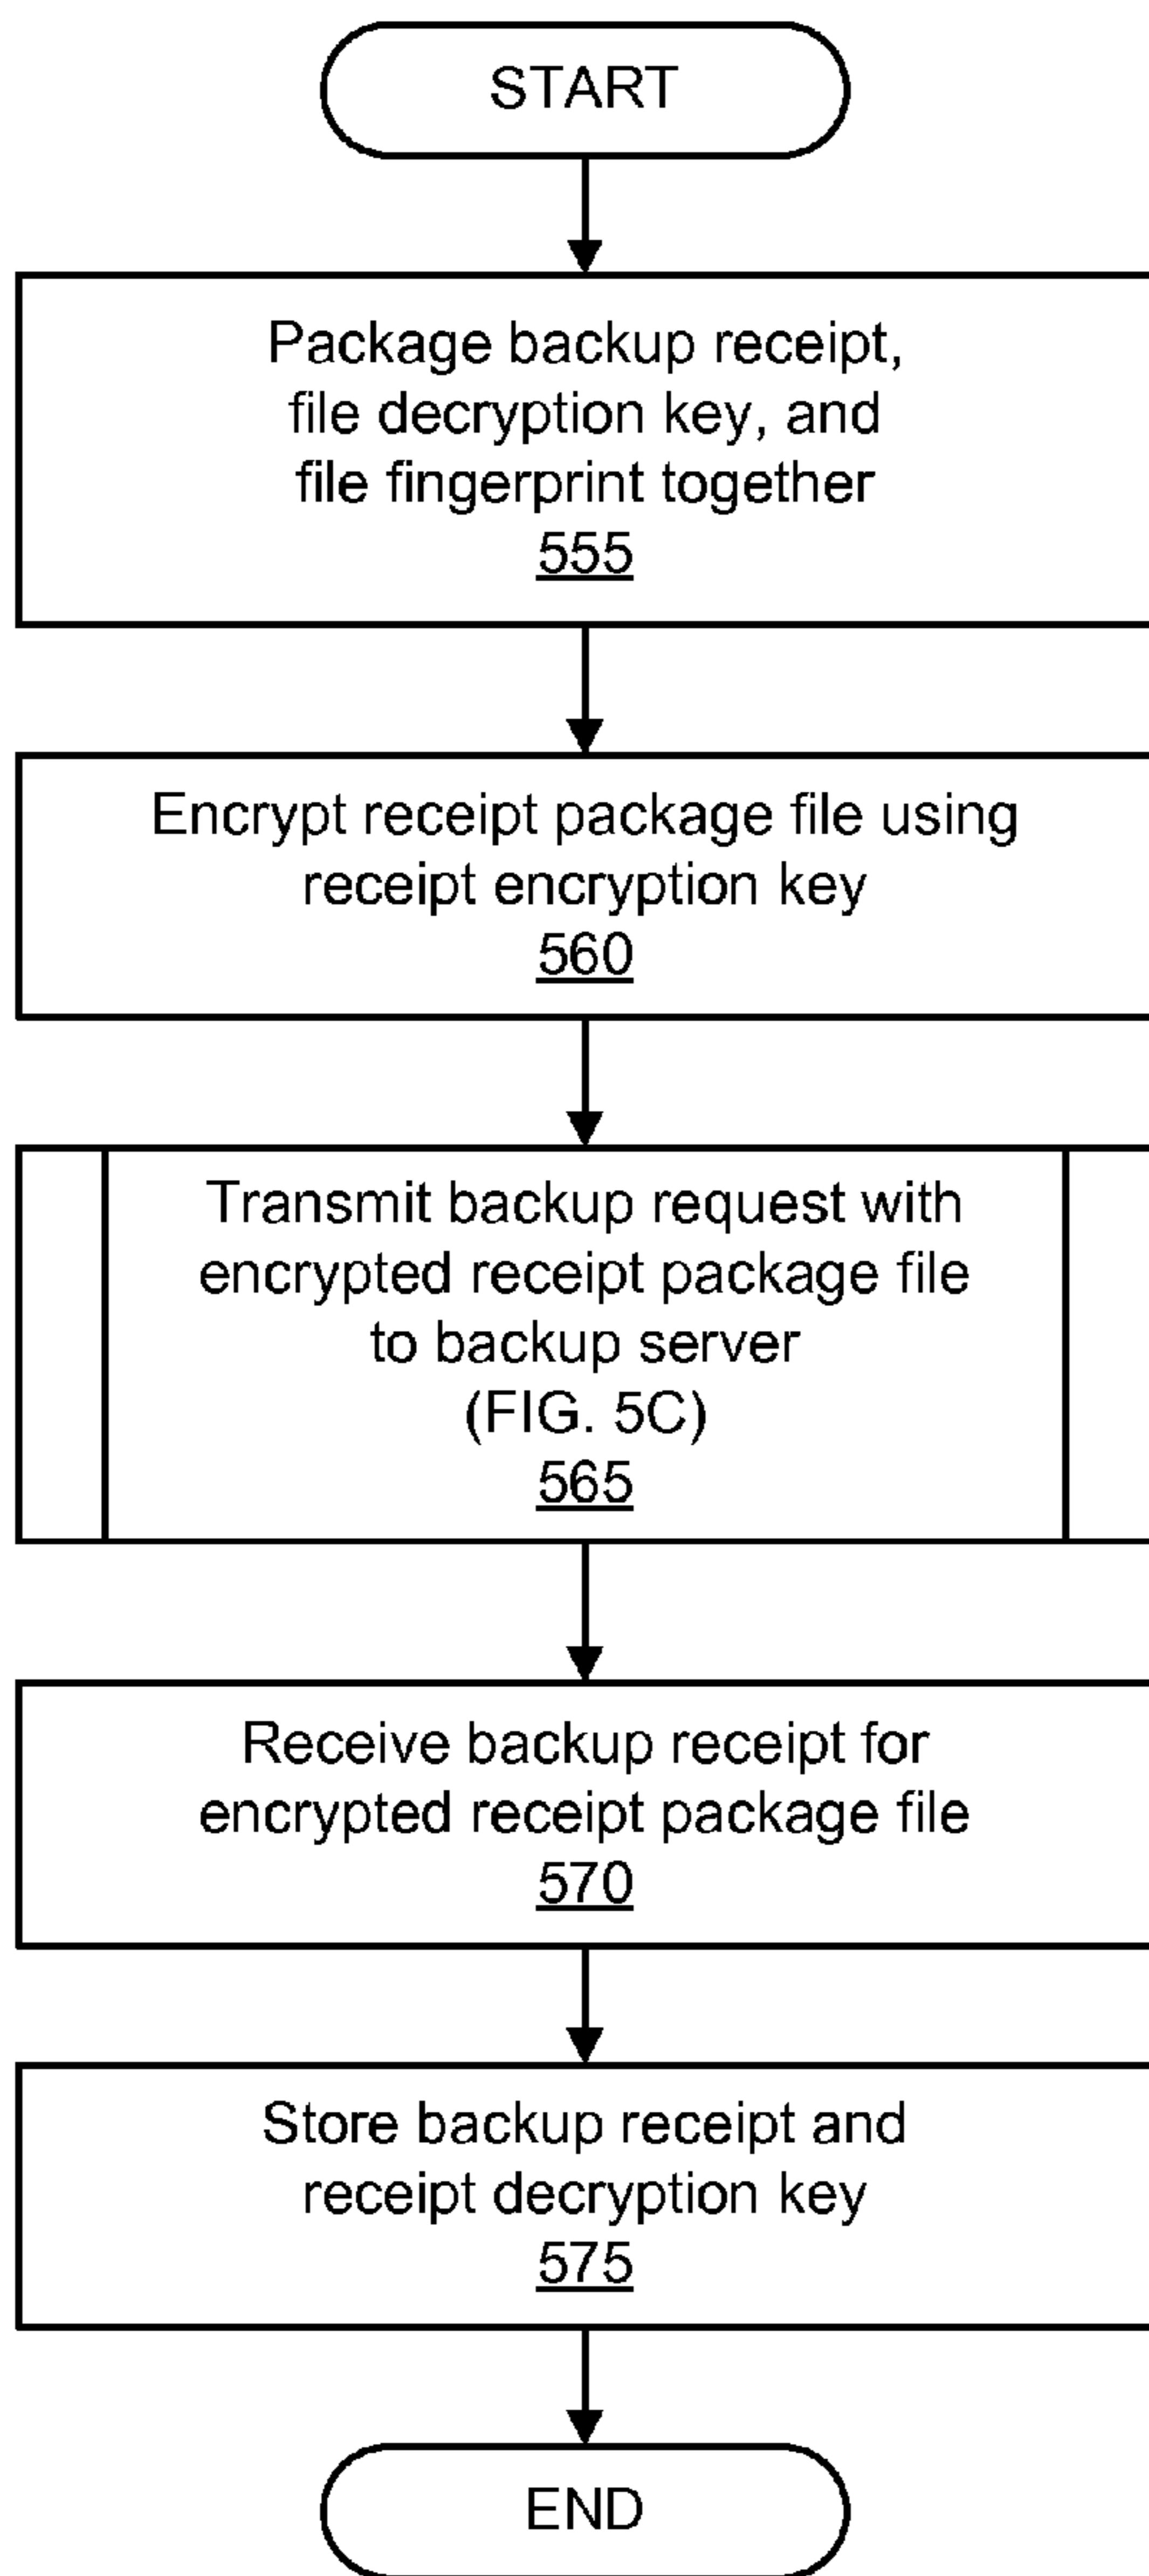 START
Package backup receipt,
file decryption key, and
file fingerprint together
555
Encrypt receipt package file using
receipt encryption key
560
Transmit backup request with
encrypted receipt package file
to backup server
(FIG. 5C)
565
Receive backup receipt for
encrypted receipt package file
570
Store backup receipt and
receipt decryption key
575
END